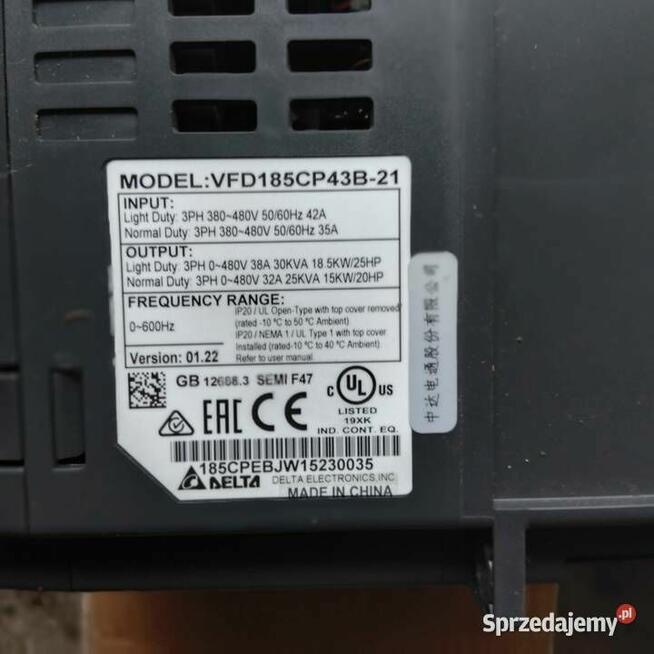 MODEL:VFD185CP43B-21
INPUT:
Light Duty: 3PH 380~480V 50/60Hz 42A
Normal Duty: 3PH 380~480V 50/60Hz 35A
OUTPUT:
Light Duty: 3PH 0~480V 38A 30KVA 18.5KW/25HP
Normal Duty: 3PH 0~480V 32A 25KVA 15KW/20HP
FREQUENCY RANGE:
0~600Hz
IP20 / UL Open-Type with top cover removed
(rated -10 °C to 50 °C Ambient)
IP20 / NEMA 1 / UL Type 1 with top cover
Installed (rated-10 °C to 40 °C Ambient)
Refer to user manual.
Version: 01.22
GB 12668.3 SEMI F47
EAC CE
C UL US
LISTED
19XK
IND. CONT. EQ.
185CPEBJW15230035
DELTA DELTA ELECTRONICS,INC.
MADE IN CHINA
中达电通股份有限公司
Sprzedajemy.pl